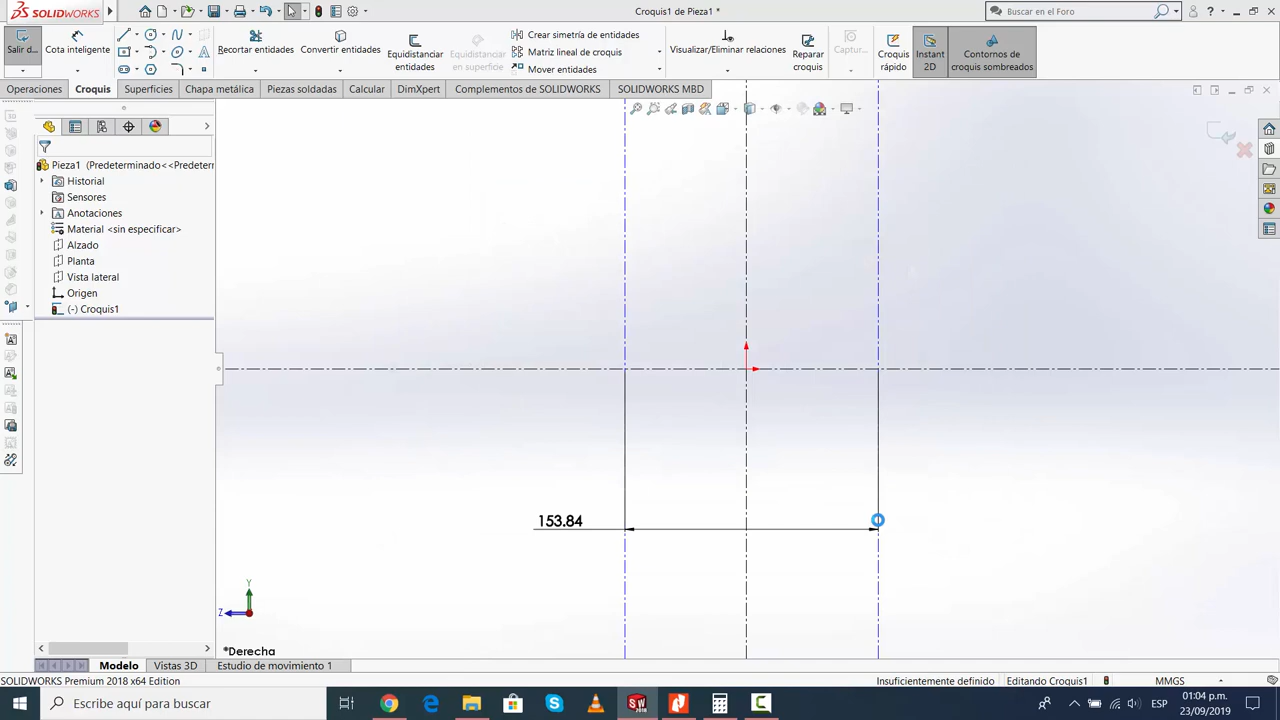 SOLIDWORKS
Croquis1 de Pieza1
Buscar en el Foro
Salir d...
Cota inteligente
Recortar entidades
Convertir entidades
Equidistanciar entidades
Equidistanciar en superficie
Crear simetría de entidades
Matriz lineal de croquis
Mover entidades
Visualizar/Eliminar relaciones
Reparar croquis
Captur...
Croquis rápido
Instant 2D
Contornos de croquis sombreados
Operaciones
Croquis
Superficies
Chapa metálica
Piezas soldadas
Calcular
DimXpert
Complementos de SOLIDWORKS
SOLIDWORKS MBD
Pieza1 (Predeterminado<<Predeterr
Historial
Sensores
Anotaciones
Material <sin especificar>
Alzado
Planta
Vista lateral
Origen
(-) Croquis1
153.84
Y
Z
*Derecha
Modelo
Vistas 3D
Estudio de movimiento 1
SOLIDWORKS Premium 2018 x64 Edition
Insuficientemente definido
Editando Croquis1
MMGS
Escribe aquí para buscar
ESP
01:04 p.m.
23/09/2019